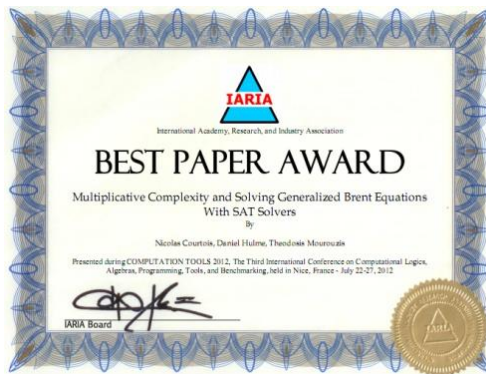 IARIA
International Academy, Research, and Industry Association
BEST PAPER AWARD
Multiplicative Complexity and Solving Generalized Brent Equations
With SAT Solvers
By
Nicolas Courtois, Daniel Hulme, Theodosis Mourouzis
Presented during COMPUTATION TOOLS 2012, The Third International Conference on Computational Logics,
Algebras, Programming, Tools, and Benchmarking, held in Nice, France - July 22-27, 2012
IARIA Board
IARIA